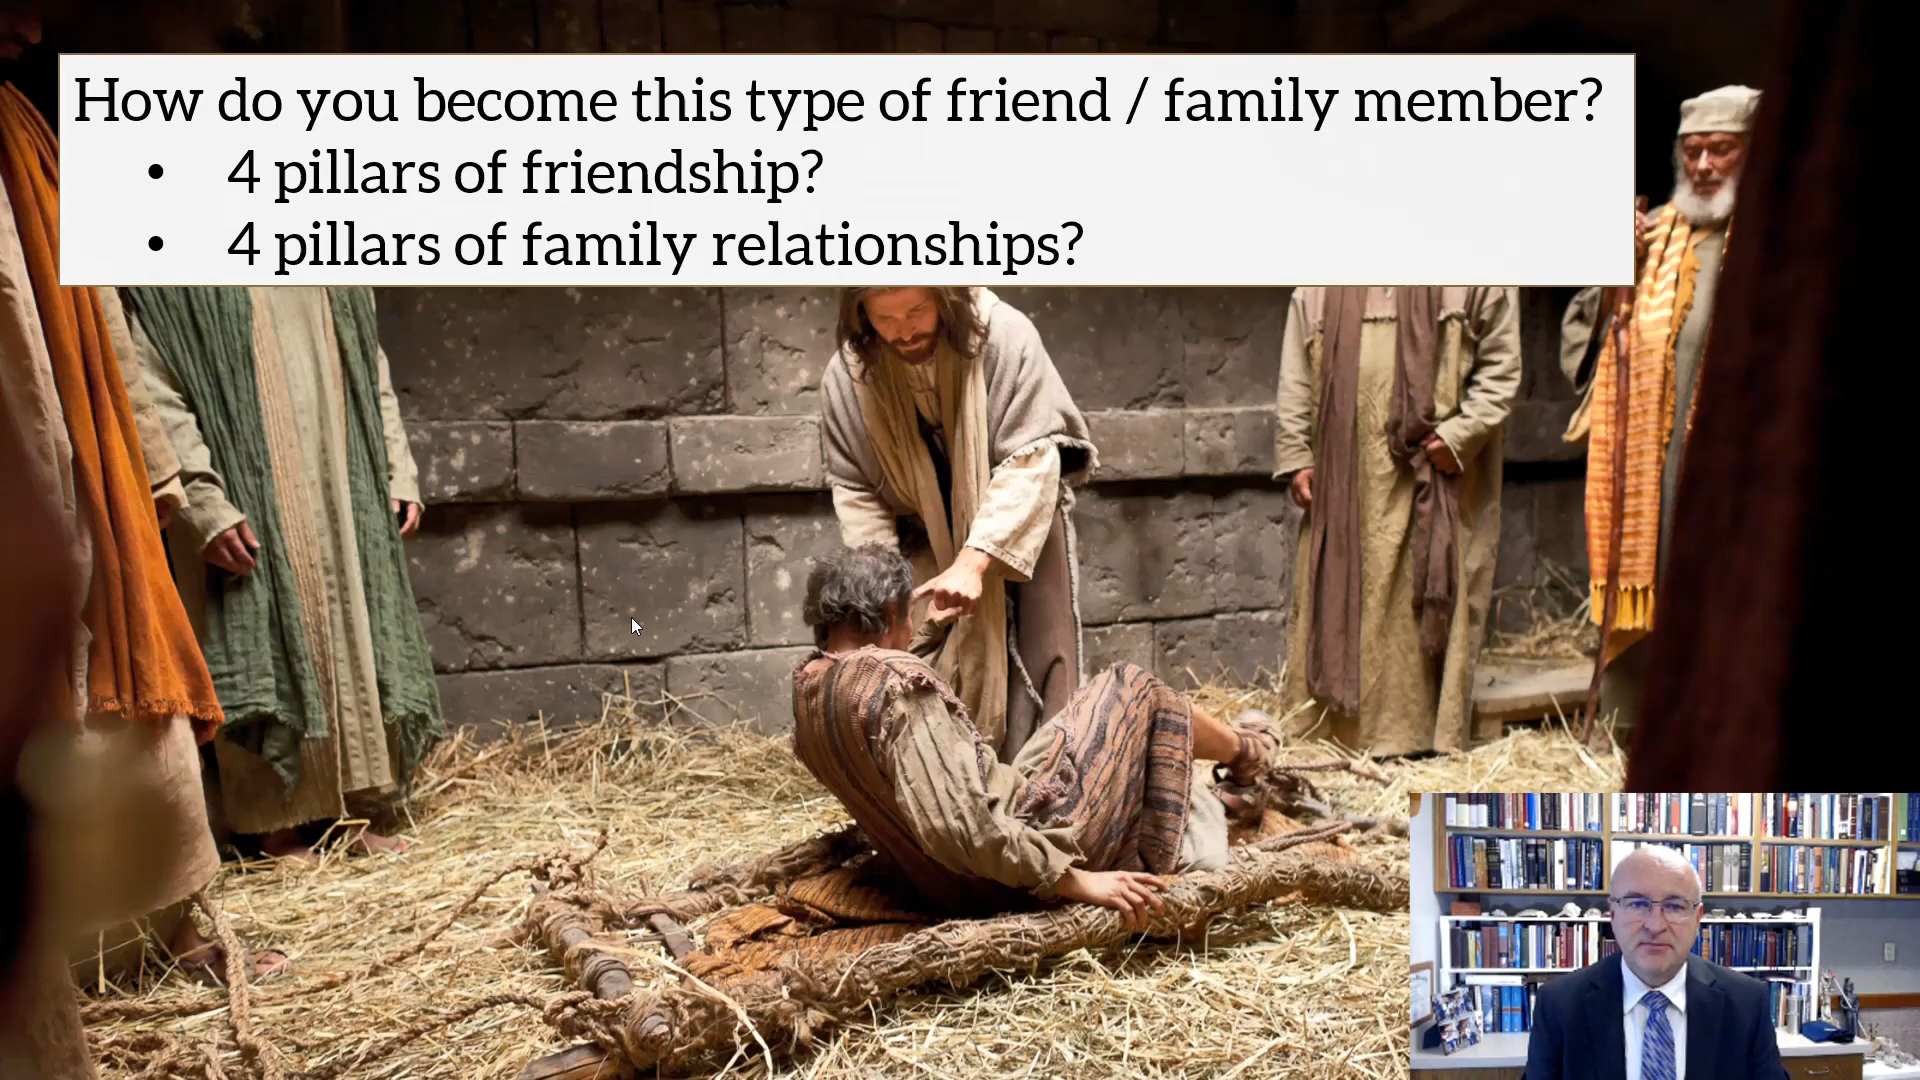 How do you become this type of friend / family member?
• 4 pillars of friendship?
• 4 pillars of family relationships?